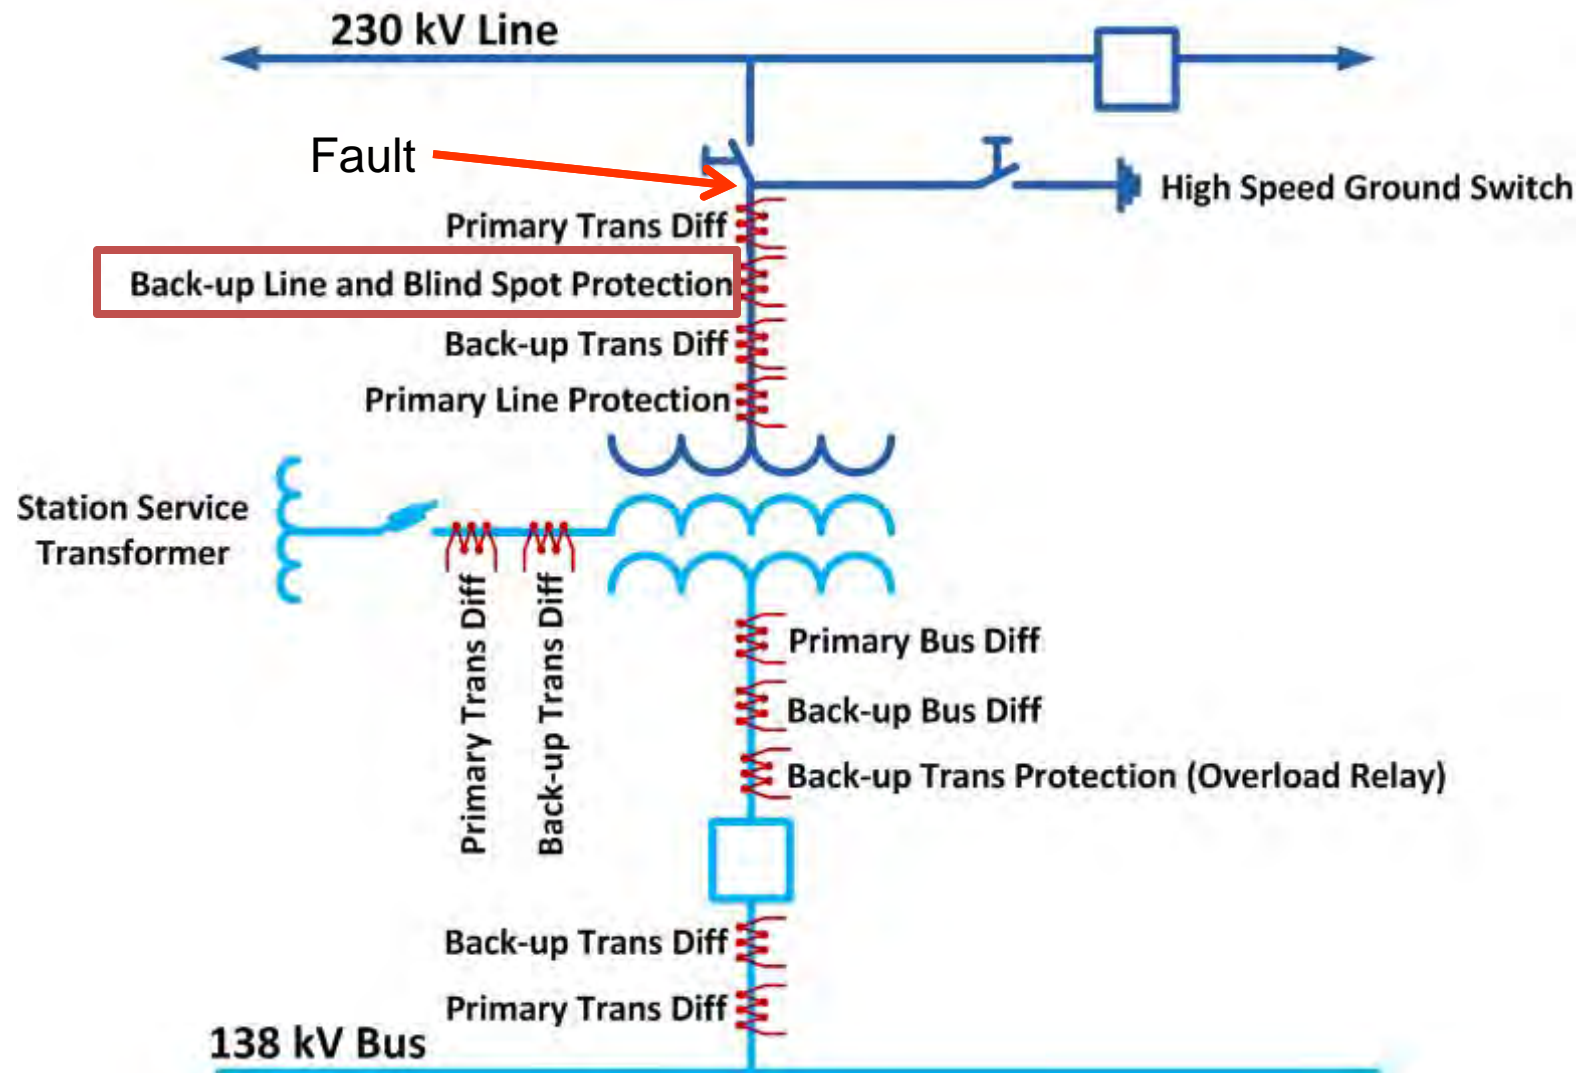 230 kV Line
Fault
High Speed Ground Switch
Primary Trans Diff
Back-up Line and Blind Spot Protection
Back-up Trans Diff
Primary Line Protection
Station Service
Transformer
Primary Trans Diff
Back-up Trans Diff
Primary Bus Diff
Back-up Bus Diff
Back-up Trans Protection (Overload Relay)
Back-up Trans Diff
Primary Trans Diff
138 kV Bus